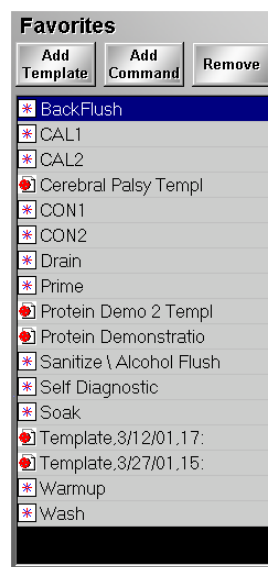 Favorites
Add Template
Add Command
Remove
BackFlush
CAL1
CAL2
Cerebral Palsy Templ
CON1
CON2
Drain
Prime
Protein Demo 2 Templ
Protein Demonstratio
Sanitize \ Alcohol Flush
Self Diagnostic
Soak
Template,3/12/01,17:
Template,3/27/01,15:
Warmup
Wash